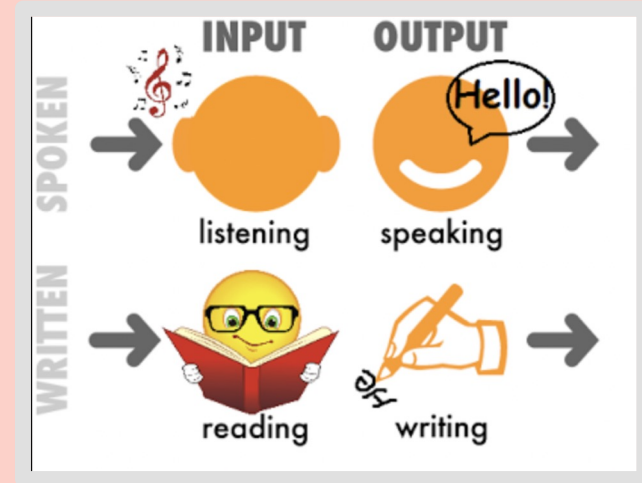 INPUT OUTPUT
SPOKEN
Hello!
listening speaking
WRITTEN
He
reading writing